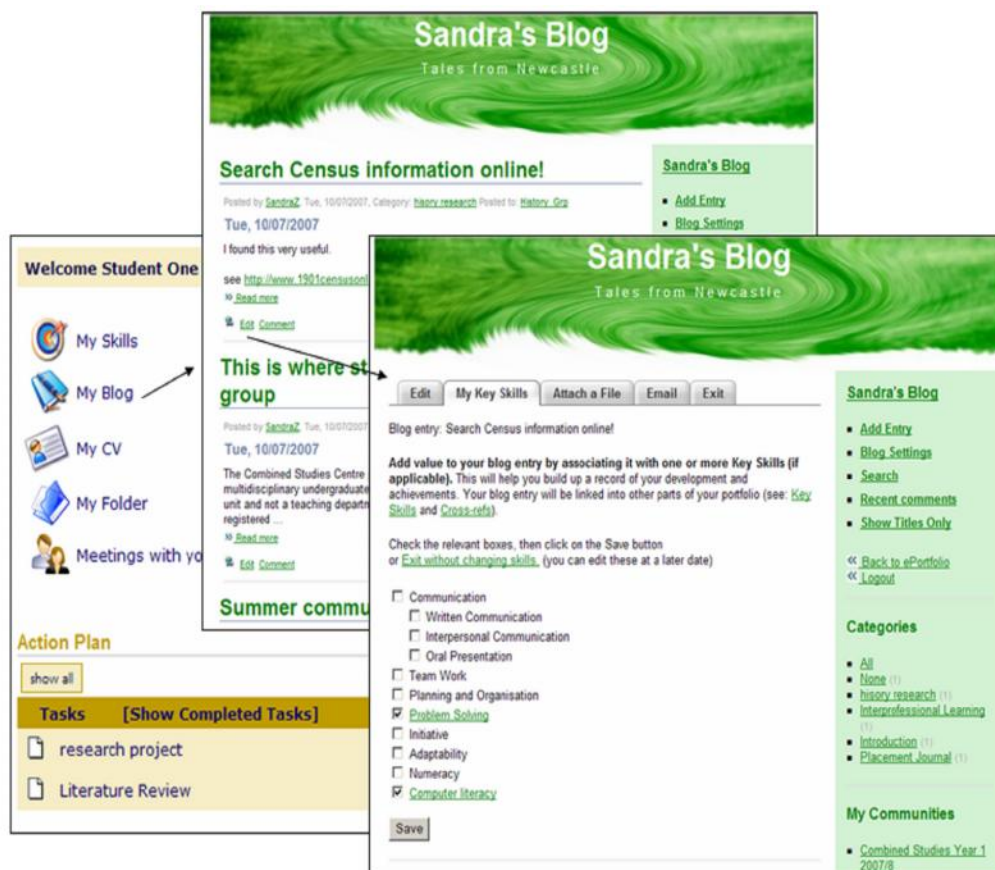 Sandra's Blog
Tales from Newcastle
Search Census information online!
Posted by SandraZ, Tue, 10/07/2007, Category: hisory research Posted to: History_Grp
Tue, 10/07/2007
I found this very useful.
see http://www.1901censusonl
Read more
Edit Comment
This is where st
group
Posted by SandraZ, Tue, 10/07/2007
Tue, 10/07/2007
The Combined Studies Centre
multidisciplinary undergraduate
unit and not a teaching departm
registered ...
Read more
Edit Comment
Summer commu
Sandra's Blog
Add Entry
Blog Settings
Welcome Student One
My Skills
My Blog
My CV
My Folder
Meetings with yo
Action Plan
show all
Tasks [Show Completed Tasks]
research project
Literature Review
Sandra's Blog
Tales from Newcastle
Edit My Key Skills Attach a File Email Exit
Blog entry: Search Census information online!
Add value to your blog entry by associating it with one or more Key Skills (if
applicable). This will help you build up a record of your development and
achievements. Your blog entry will be linked into other parts of your portfolio (see: Key
Skills and Cross-refs).
Check the relevant boxes, then click on the Save button
or Exit without changing skills. (you can edit these at a later date)
Communication
Written Communication
Interpersonal Communication
Oral Presentation
Team Work
Planning and Organisation
Problem Solving
Initiative
Adaptability
Numeracy
Computer literacy
Save
Sandra's Blog
Add Entry
Blog Settings
Search
Recent comments
Show Titles Only
Back to ePortfolio
Logout
Categories
All
None (1)
hisory research (1)
Interprofessional Learning
(1)
Introduction (1)
Placement Journal (1)
My Communities
Combined Studies Year 1
2007/8